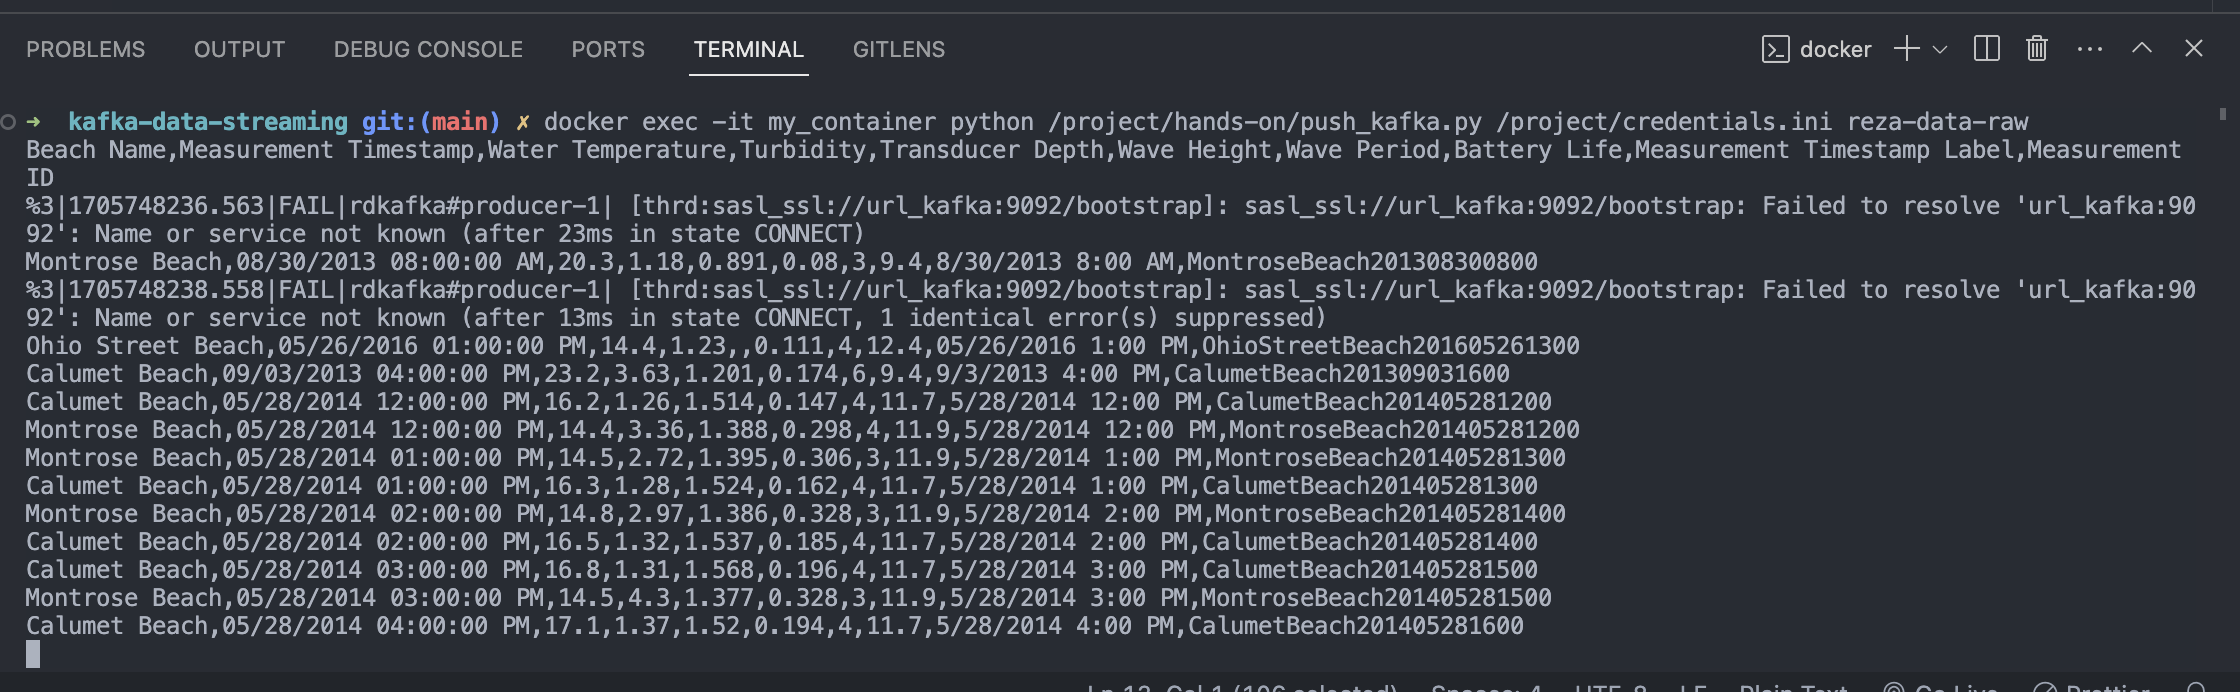 PROBLEMS OUTPUT DEBUG CONSOLE PORTS TERMINAL GITLENS docker
→ kafka-data-streaming git:(main) ✗ docker exec -it my_container python /project/hands-on/push_kafka.py /project/credentials.ini reza-data-raw
Beach Name,Measurement Timestamp,Water Temperature,Turbidity,Transducer Depth,Wave Height,Wave Period,Battery Life,Measurement Timestamp Label,Measurement
ID
%3|1705748236.563|FAIL|rdkafka#producer-1| [thrd:sasl_ssl://url_kafka:9092/bootstrap]: sasl_ssl://url_kafka:9092/bootstrap: Failed to resolve 'url_kafka:90
92': Name or service not known (after 23ms in state CONNECT)
Montrose Beach,08/30/2013 08:00:00 AM,20.3,1.18,0.891,0.08,3,9.4,8/30/2013 8:00 AM,MontroseBeach201308300800
%3|1705748238.558|FAIL|rdkafka#producer-1| [thrd:sasl_ssl://url_kafka:9092/bootstrap]: sasl_ssl://url_kafka:9092/bootstrap: Failed to resolve 'url_kafka:90
92': Name or service not known (after 13ms in state CONNECT, 1 identical error(s) suppressed)
Ohio Street Beach,05/26/2016 01:00:00 PM,14.4,1.23,,0.111,4,12.4,05/26/2016 1:00 PM,OhioStreetBeach201605261300
Calumet Beach,09/03/2013 04:00:00 PM,23.2,3.63,1.201,0.174,6,9.4,9/3/2013 4:00 PM,CalumetBeach201309031600
Calumet Beach,05/28/2014 12:00:00 PM,16.2,1.26,1.514,0.147,4,11.7,5/28/2014 12:00 PM,CalumetBeach201405281200
Montrose Beach,05/28/2014 12:00:00 PM,14.4,3.36,1.388,0.298,4,11.9,5/28/2014 12:00 PM,MontroseBeach201405281200
Montrose Beach,05/28/2014 01:00:00 PM,14.5,2.72,1.395,0.306,3,11.9,5/28/2014 1:00 PM,MontroseBeach201405281300
Calumet Beach,05/28/2014 01:00:00 PM,16.3,1.28,1.524,0.162,4,11.7,5/28/2014 1:00 PM,CalumetBeach201405281300
Montrose Beach,05/28/2014 02:00:00 PM,14.8,2.97,1.386,0.328,3,11.9,5/28/2014 2:00 PM,MontroseBeach201405281400
Calumet Beach,05/28/2014 02:00:00 PM,16.5,1.32,1.537,0.185,4,11.7,5/28/2014 2:00 PM,CalumetBeach201405281400
Calumet Beach,05/28/2014 03:00:00 PM,16.8,1.31,1.568,0.196,4,11.7,5/28/2014 3:00 PM,CalumetBeach201405281500
Montrose Beach,05/28/2014 03:00:00 PM,14.5,4.3,1.377,0.328,3,11.9,5/28/2014 3:00 PM,MontroseBeach201405281500
Calumet Beach,05/28/2014 04:00:00 PM,17.1,1.37,1.52,0.194,4,11.7,5/28/2014 4:00 PM,CalumetBeach201405281600
Spaces: 4 UTF-8 LF Plain Text Go Live Prettier